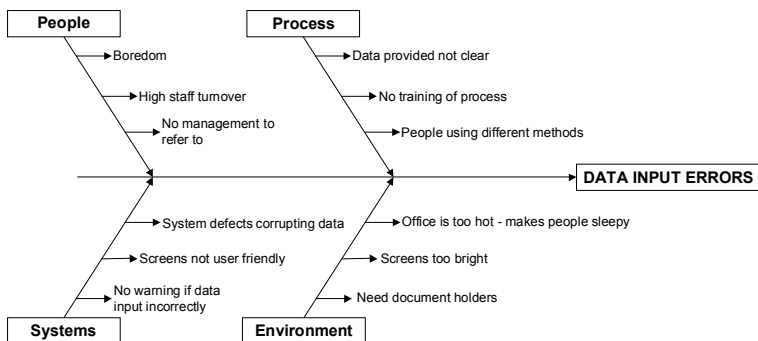 People
Process
Boredom
Data provided not clear
High staff turnover
No training of process
No management to
refer to
People using different methods
DATA INPUT ERRORS
System defects corrupting data
Office is too hot - makes people sleepy
Screens not user friendly
Screens too bright
No warning if data
input incorrectly
Need document holders
Systems
Environment